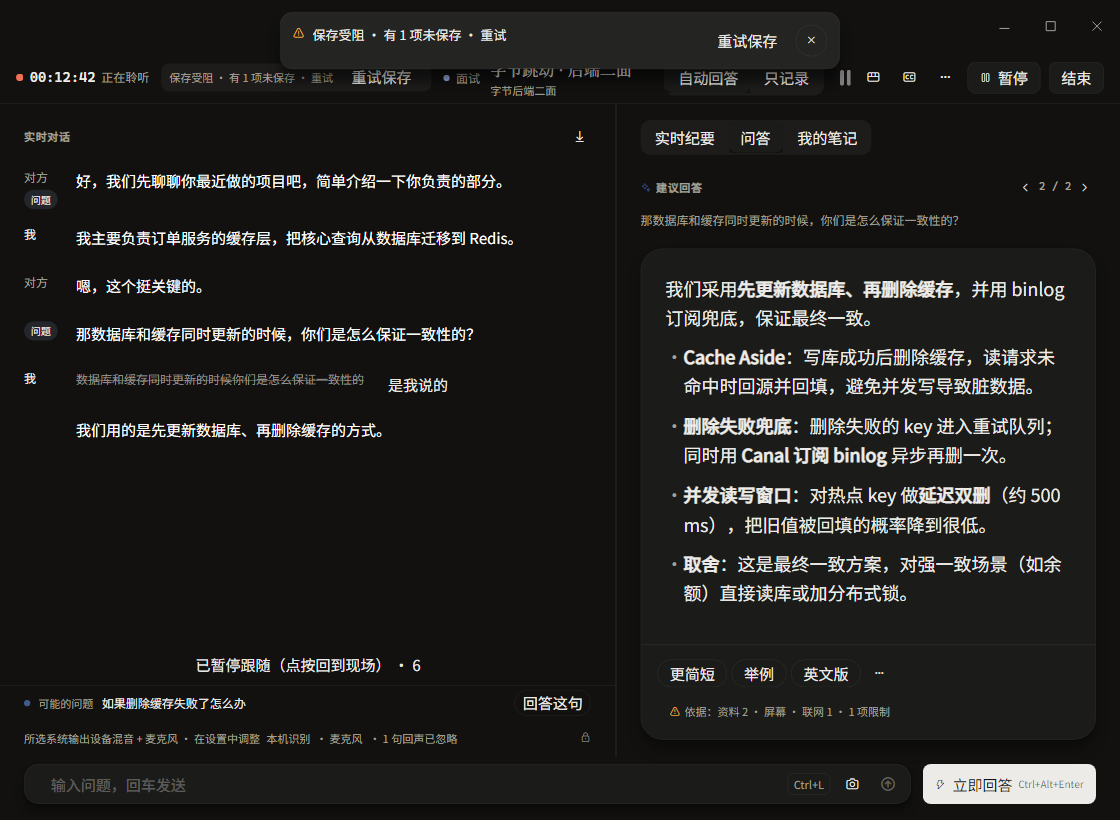 保存受阻 · 有 1 项未保存 · 重试
重试保存
00:12:42 正在聆听
保存受阻 · 有 1 项未保存 · 重试
重试保存
面试
字节跳动 · 后端二面
字节后端二面
自动回答
只记录
暂停
结束
实时对话
对方
问题
好，我们先聊聊你最近做的项目吧，简单介绍一下你负责的部分。
我
我主要负责订单服务的缓存层，把核心查询从数据库迁移到 Redis。
对方
嗯，这个挺关键的。
问题
那数据库和缓存同时更新的时候，你们是怎么保证一致性的？
我
数据库和缓存同时更新的时候你们是怎么保证一致性的
是我说的
我们用的是先更新数据库、再删除缓存的方式。
已暂停跟随（点按回到现场） · 6
可能的问题 如果删除缓存失败了怎么办
回答这句
所选系统输出设备混音 + 麦克风 · 在设置中调整 本机识别 · 麦克风 · 1 句回声已忽略
实时纪要
问答
我的笔记
建议回答
2 / 2
那数据库和缓存同时更新的时候，你们是怎么保证一致性的？
我们采用先更新数据库、再删除缓存，并用 binlog
订阅兜底，保证最终一致。
· Cache Aside：写库成功后删除缓存，读请求未
命中时回源并回填，避免并发写导致脏数据。
· 删除失败兜底：删除失败的 key 进入重试队列；
同时用 Canal 订阅 binlog 异步再删一次。
· 并发读写窗口：对热点 key 做延迟双删（约 500
ms），把旧值被回填的概率降到很低。
· 取舍：这是最终一致方案，对强一致场景（如余
额）直接读库或加分布式锁。
更简短
举例
英文版
依据：资料 2 · 屏幕 · 联网 1 · 1 项限制
输入问题，回车发送
Ctrl+L
立即回答 Ctrl+Alt+Enter